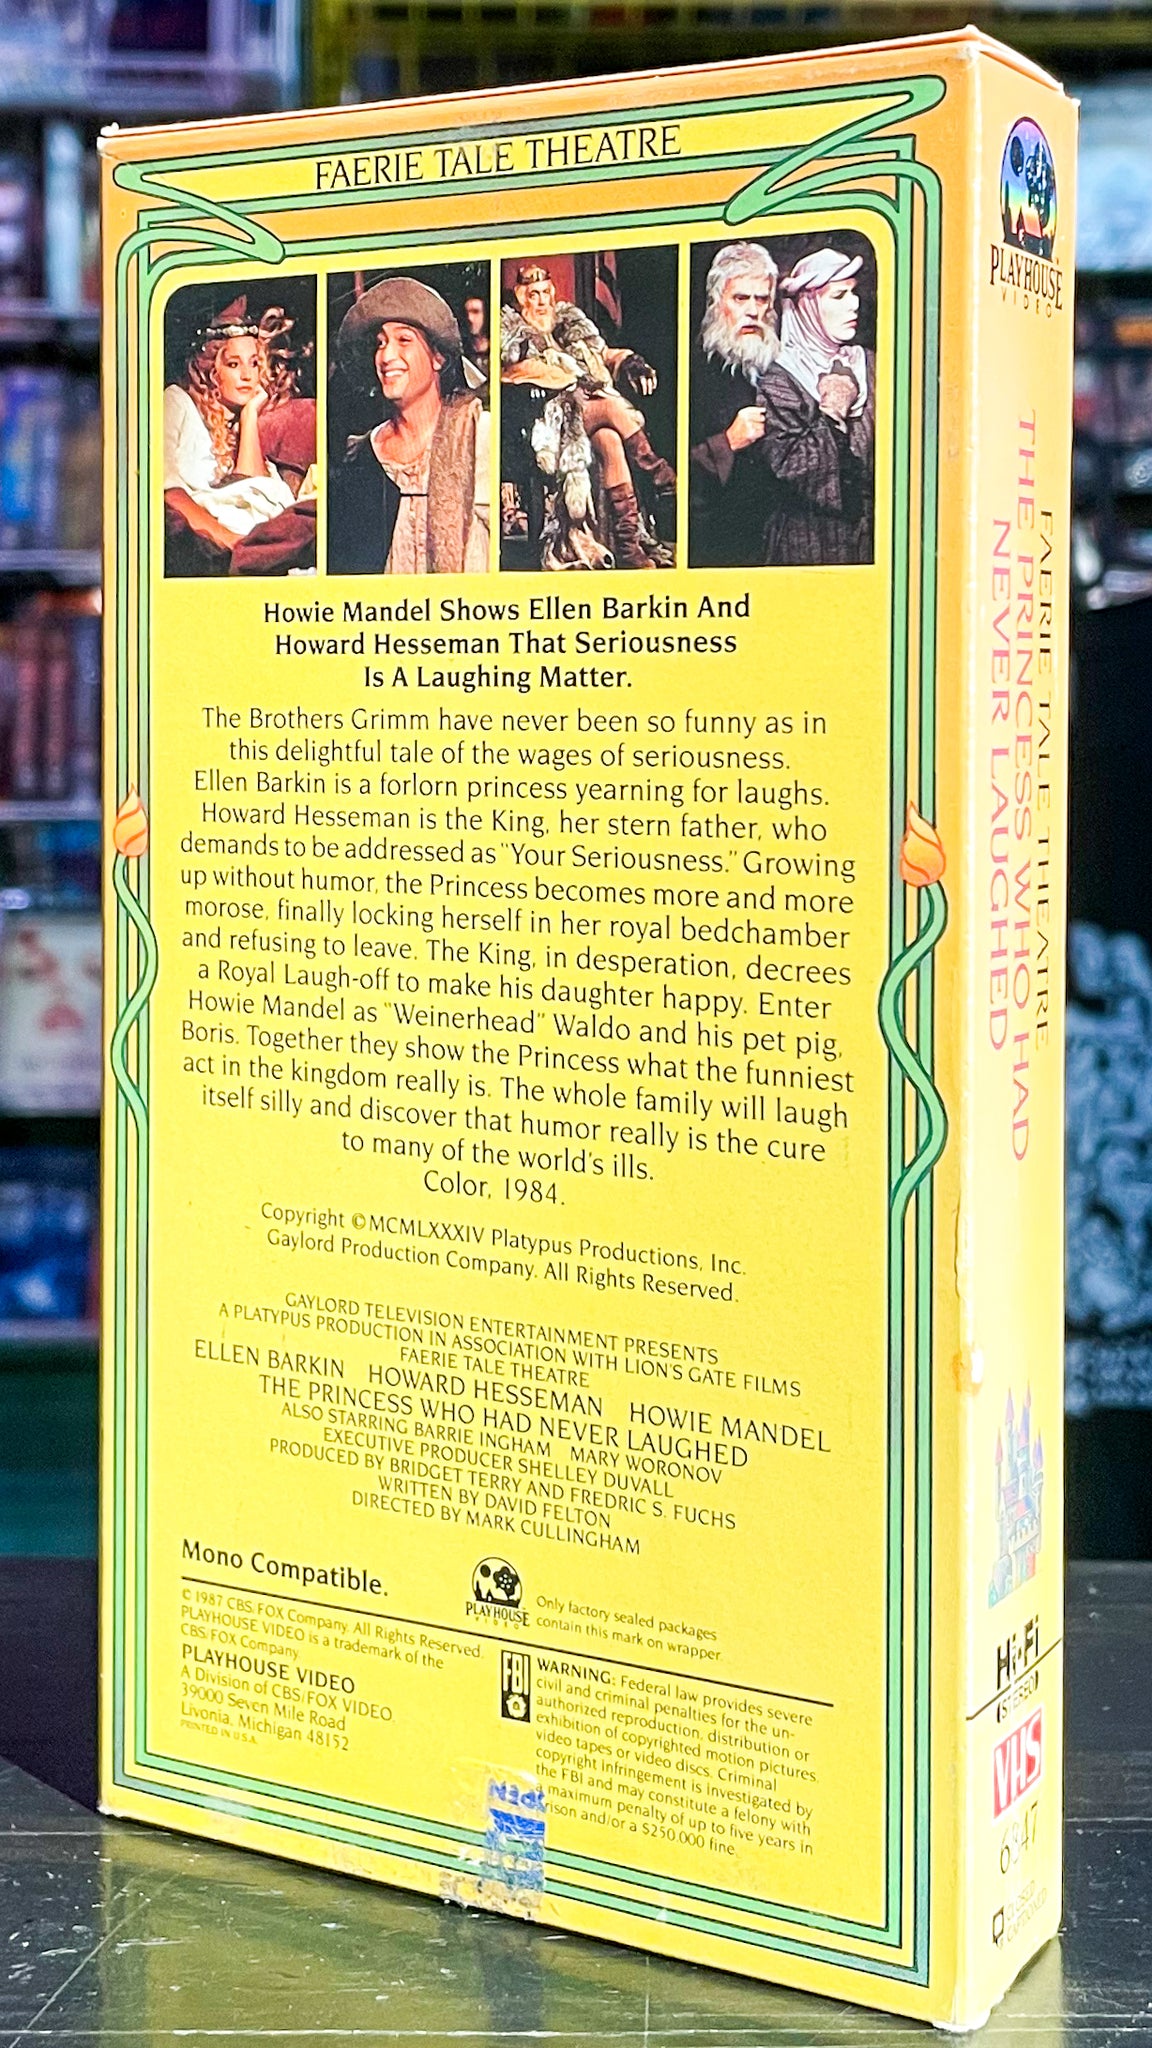 FAERIE TALE THEATRE
Howie Mandel Shows Ellen Barkin And
Howard Hesseman That Seriousness
Is A Laughing Matter.
The Brothers Grimm have never been so funny as in
this delightful tale of the wages of seriousness.
Ellen Barkin is a forlorn princess yearning for laughs.
Howard Hesseman is the King, her stern father, who
demands to be addressed as "Your Seriousness." Growing
up without humor, the Princess becomes more and more
morose, finally locking herself in her royal bedchamber
and refusing to leave. The King, in desperation, decrees
a Royal Laugh-off to make his daughter happy. Enter
Howie Mandel as "Weinerhead" Waldo and his pet pig,
Boris. Together they show the Princess what the funniest
act in the kingdom really is. The whole family will laugh
itself silly and discover that humor really is the cure
to many of the world's ills.
Color, 1984.
Copyright ©MCMLXXXIV Platypus Productions, Inc.
Gaylord Production Company. All Rights Reserved.
GAYLORD TELEVISION ENTERTAINMENT PRESENTS
A PLATYPUS PRODUCTION IN ASSOCIATION WITH LION'S GATE FILMS
FAERIE TALE THEATRE
ELLEN BARKIN HOWARD HESSEMAN HOWIE MANDEL
THE PRINCESS WHO HAD NEVER LAUGHED
ALSO STARRING BARRIE INGHAM MARY WORONOV
EXECUTIVE PRODUCER SHELLEY DUVALL
PRODUCED BY BRIDGET TERRY AND FREDRIC S. FUCHS
WRITTEN BY DAVID FELTON
DIRECTED BY MARK CULLINGHAM
Mono Compatible.
PLAYHOUSE
VIDEO
Only factory sealed packages
contain this mark on wrapper.
© 1987 CBS/FOX Company. All Rights Reserved.
PLAYHOUSE VIDEO is a trademark of the
CBS/FOX Company
PLAYHOUSE VIDEO
A Division of CBS/FOX VIDEO
39000 Seven Mile Road
Livonia, Michigan 48152
PRINTED IN U.S.A.
FBI
WARNING: Federal law provides severe
civil and criminal penalties for the un-
authorized reproduction, distribution or
exhibition of copyrighted motion pictures,
video tapes or video discs. Criminal
copyright infringement is investigated by
the FBI and may constitute a felony with
maximum penalty of up to five years in
rison and/or a $250,000 fine.
PLAYHOUSE
VIDEO
FAERIE TALE THEATRE
THE PRINCESS WHO HAD
NEVER LAUGHED
Hi-Fi
STEREO
VHS
6847
CLOSED
CAPTIONED